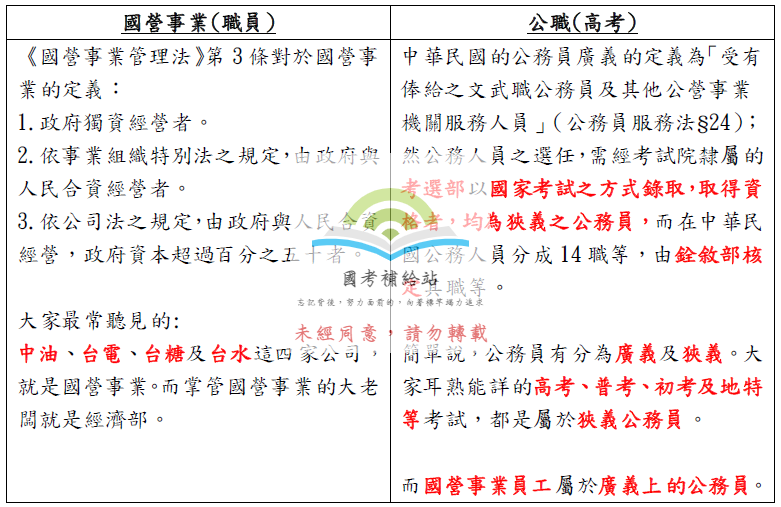 國營事業(職員)
《國營事業管理法》第 3 條對於國營事
業的定義：
1.政府獨資經營者。
2.依事業組織特別法之規定，由政府與
人民合資經營者。
3.依公司法之規定，由政府與人民合資
經營，政府資本超過百分之五十者。
大家最常聽見的:
中油、台電、台糖及台水這四家公司，
就是國營事業。而掌管國營事業的大老
闆就是經濟部。
公職(高考)
中華民國的公務員廣義的定義為「受有
俸給之文武職公務員及其他公營事業
機關服務人員」(公務員服務法§24)；
然公務人員之選任，需經考試院隸屬的
考選部以國家考試之方式錄取，取得資
格者，均為狹義之公務員，而在中華民
國公務人員分成 14 職等，由銓敘部核
定其職等。
簡單說，公務員有分為廣義及狹義。大
家耳熟能詳的高考、普考、初考及地特
等考試，都是屬於狹義公務員。
而國營事業員工屬於廣義上的公務員。
國考補給站
忘記背後，努力面前的，向著標竿竭力追求
未經同意，請勿轉載